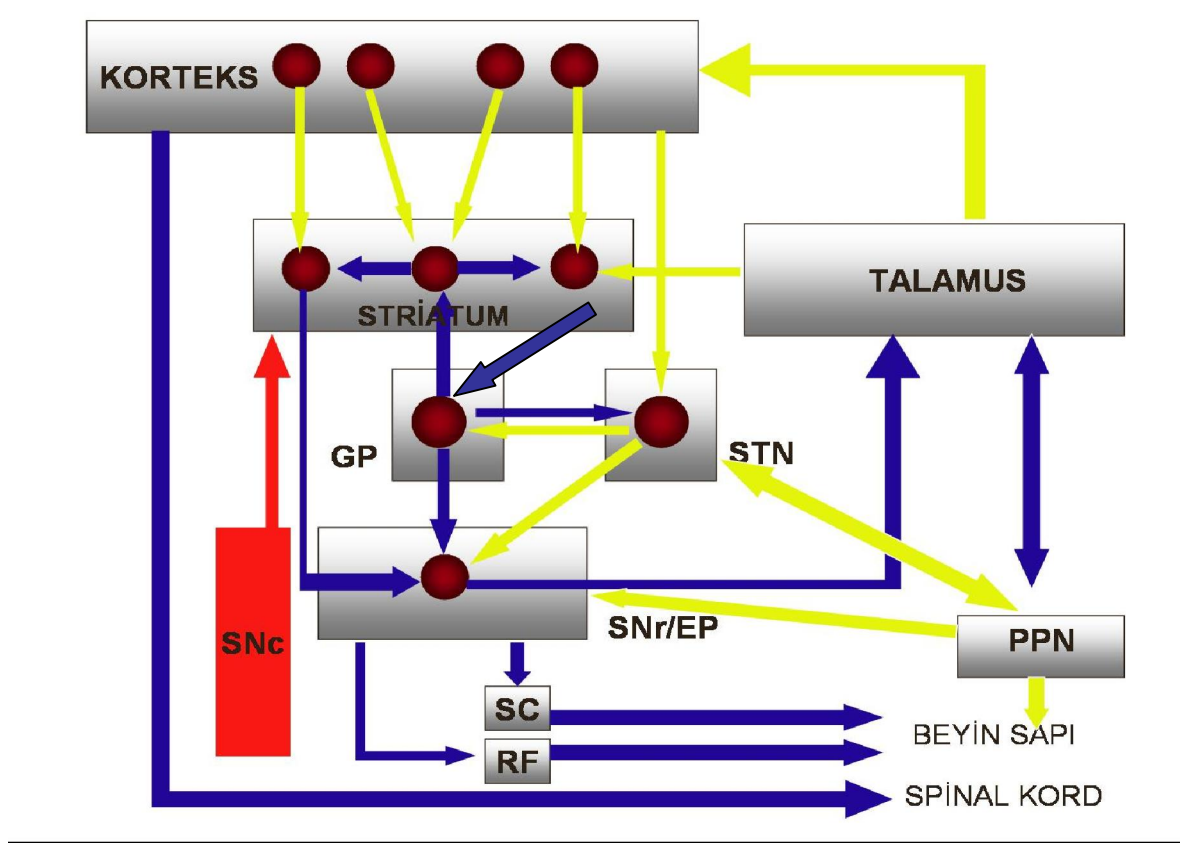 KORTEKS
TALAMUS
STRİATUM
GP
STN
SNr/EP
SNc
PPN
SC
BEYİN SAPI
RF
SPİNAL KORD